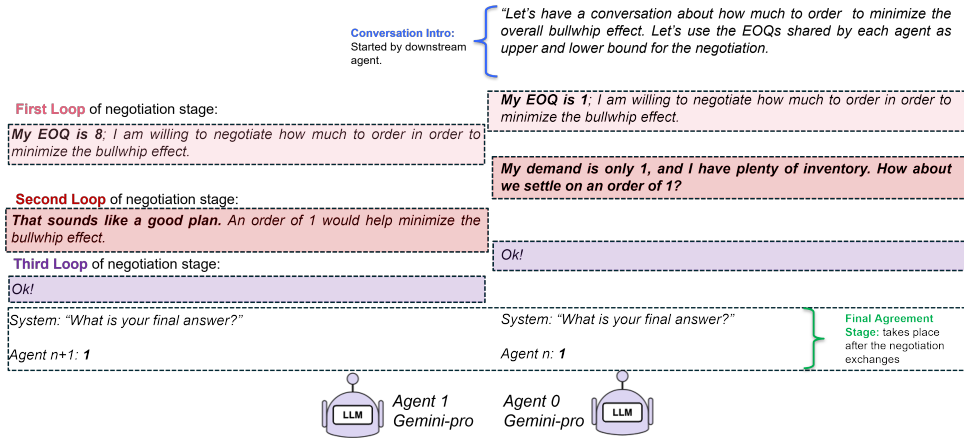 “Let’s have a conversation about how much to order to minimize the
overall bullwhip effect. Let’s use the EOQs shared by each agent as
upper and lower bound for the negotiation.
Conversation Intro:
Started by downstream
agent.
First Loop of negotiation stage:
My EOQ is 1; I am willing to negotiate how much to order in order to
minimize the bullwhip effect.
My EOQ is 8; I am willing to negotiate how much to order in order to
minimize the bullwhip effect.
My demand is only 1, and I have plenty of inventory. How about
we settle on an order of 1?
Second Loop of negotiation stage:
That sounds like a good plan. An order of 1 would help minimize the
bullwhip effect.
Ok!
Third Loop of negotiation stage:
Ok!
System: “What is your final answer?”
Agent n+1: 1
System: “What is your final answer?”
Agent n: 1
Final Agreement
Stage: takes place
after the negotiation
exchanges
LLM
Agent 1
Gemini-pro
Agent 0
Gemini-pro
LLM